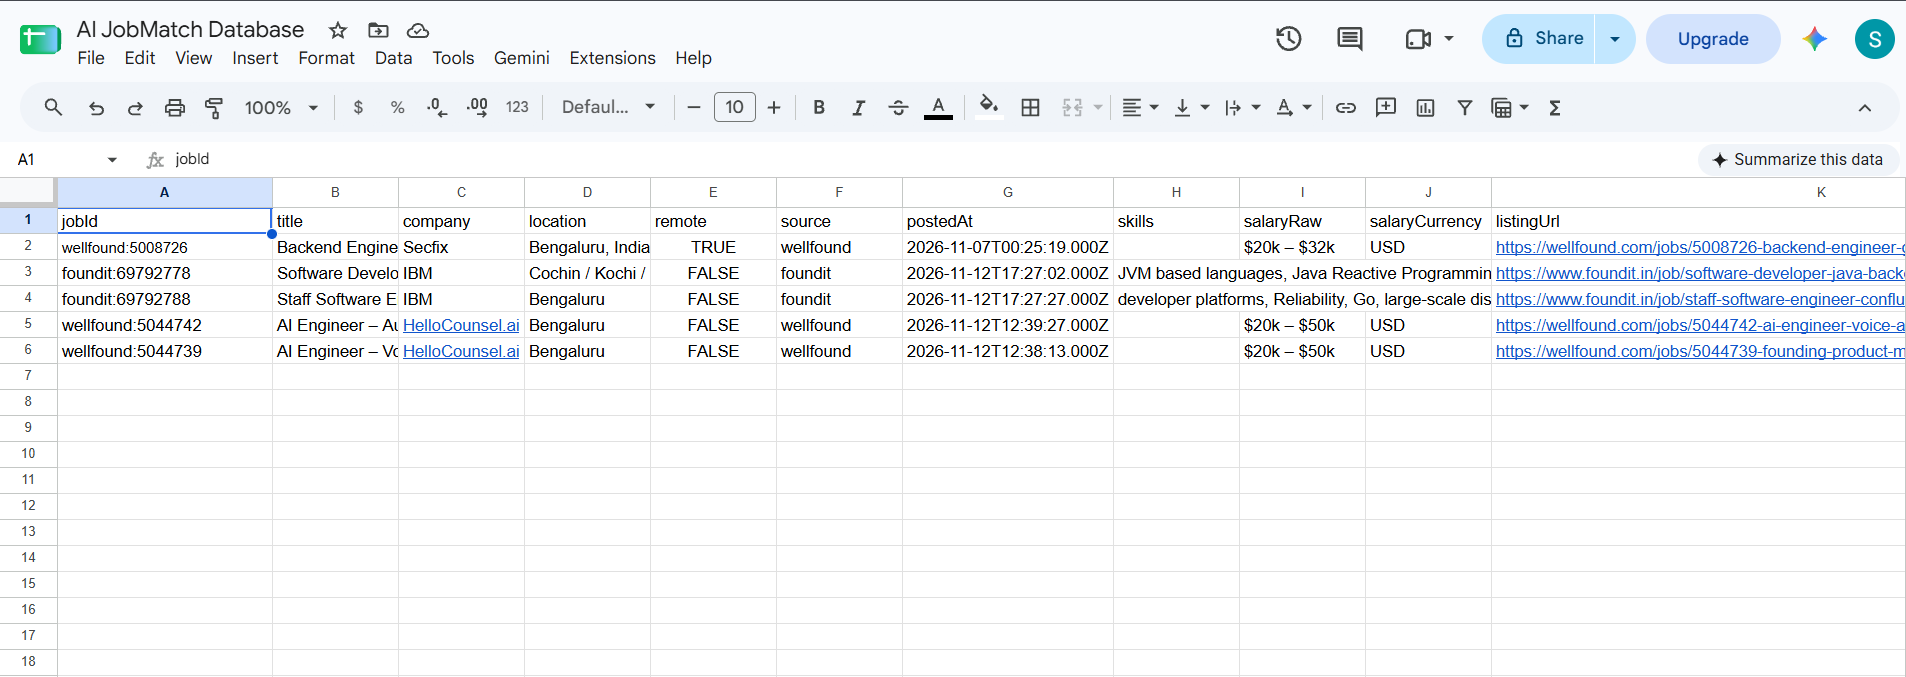 AI JobMatch Database
File Edit View Insert Format Data Tools Gemini Extensions Help
Share
Upgrade
S
100% $ % .0 .00 123 Defaul... 10 B I A A Σ
A1 fx jobId
Summarize this data
A B C D E F G H I J K
1 jobId title company location remote source postedAt skills salaryRaw salaryCurrency listingUrl
2 wellfound:5008726 Backend Engine Secfix Bengaluru, India TRUE wellfound 2026-11-07T00:25:19.000Z $20k – $32k USD https://wellfound.com/jobs/5008726-backend-engineer-
3 foundit:69792778 Software Develo IBM Cochin / Kochi / FALSE foundit 2026-11-12T17:27:02.000Z JVM based languages, Java Reactive Programmin https://www.foundit.in/job/software-developer-java-back
4 foundit:69792788 Staff Software E IBM Bengaluru FALSE foundit 2026-11-12T17:27:27.000Z developer platforms, Reliability, Go, large-scale dis https://www.foundit.in/job/staff-software-engineer-conflu
5 wellfound:5044742 AI Engineer – Au HelloCounsel.ai Bengaluru FALSE wellfound 2026-11-12T12:39:27.000Z $20k – $50k USD https://wellfound.com/jobs/5044742-ai-engineer-voice-a
6 wellfound:5044739 AI Engineer – Vo HelloCounsel.ai Bengaluru FALSE wellfound 2026-11-12T12:38:13.000Z $20k – $50k USD https://wellfound.com/jobs/5044739-founding-product-m
7
8
9
10
11
12
13
14
15
16
17
18